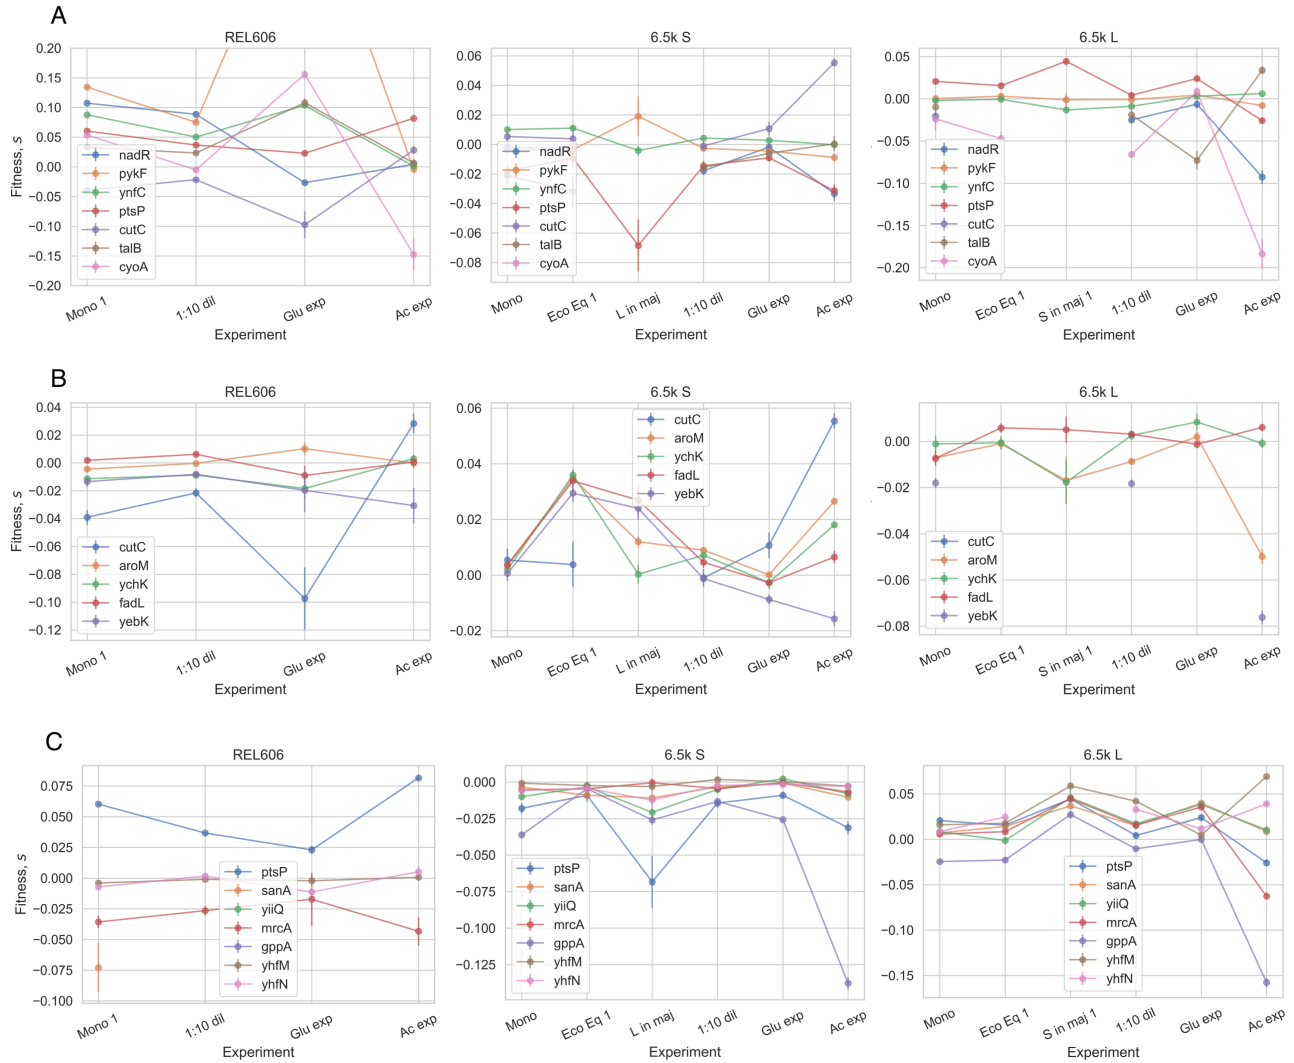 A
REL606
6.5k S
6.5k L
0.20
0.15
0.10
0.05
0.00
−0.05
−0.10
−0.15
−0.20
Fitness, s
nadR
pykF
ynfC
ptsP
cutC
talB
cyoA
Mono 1
1:10 dil
Glu exp
Ac exp
Experiment
0.06
0.04
0.02
0.00
−0.02
−0.04
−0.06
−0.08
nadR
pykF
ynfC
ptsP
cutC
talB
cyoA
Mono
Eco Eq 1
L in maj
1:10 dil
Glu exp
Ac exp
Experiment
0.05
0.00
−0.05
−0.10
−0.15
−0.20
nadR
pykF
ynfC
ptsP
cutC
talB
cyoA
Mono
Eco Eq 1
S in maj 1
1:10 dil
Glu exp
Ac exp
Experiment
B
REL606
6.5k S
6.5k L
0.04
0.02
0.00
−0.02
−0.04
−0.06
−0.08
−0.10
−0.12
Fitness, s
cutC
aroM
ychK
fadL
yebK
Mono 1
1:10 dil
Glu exp
Ac exp
Experiment
0.06
0.04
0.02
0.00
−0.02
cutC
aroM
ychK
fadL
yebK
Mono
Eco Eq 1
L in maj
1:10 dil
Glu exp
Ac exp
Experiment
0.00
−0.02
−0.04
−0.06
−0.08
cutC
aroM
ychK
fadL
yebK
Mono
Eco Eq 1
S in maj 1
1:10 dil
Glu exp
Ac exp
Experiment
C
REL606
6.5k S
6.5k L
0.075
0.050
0.025
0.000
−0.025
−0.050
−0.075
−0.100
Fitness, s
ptsP
sanA
yiiQ
mrcA
gppA
yhfM
yhfN
Mono 1
1:10 dil
Glu exp
Ac exp
Experiment
0.000
−0.025
−0.050
−0.075
−0.100
−0.125
ptsP
sanA
yiiQ
mrcA
gppA
yhfM
yhfN
Mono
Eco Eq 1
L in maj
1:10 dil
Glu exp
Ac exp
Experiment
0.05
0.00
−0.05
−0.10
−0.15
ptsP
sanA
yiiQ
mrcA
gppA
yhfM
yhfN
Mono
Eco Eq 1
S in maj 1
1:10 dil
Glu exp
Ac exp
Experiment